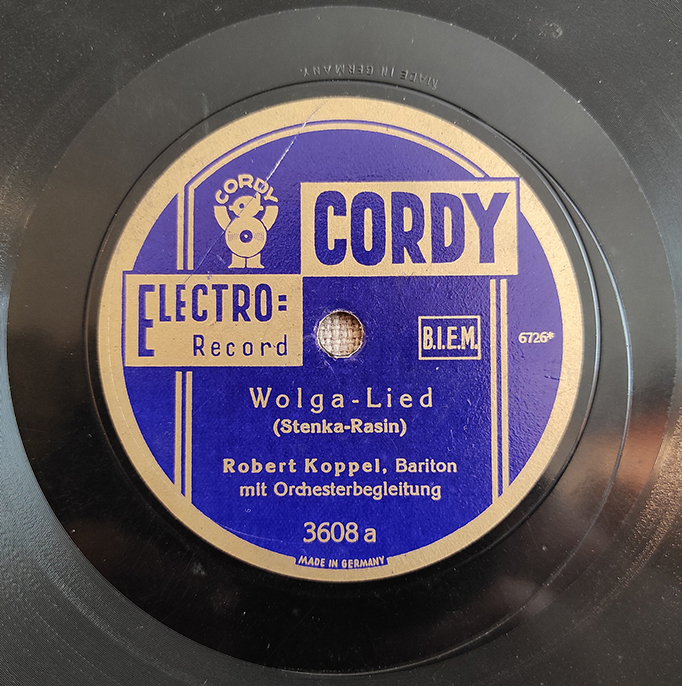 MADE IN GERMANY.
CORDY
CORDY
ELECTRO=
Record
B.I.E.M.
6726*
Wolga-Lied
(Stenka-Rasin)
Robert Koppel, Bariton
mit Orchesterbegleitung
3608 a
MADE IN GERMANY